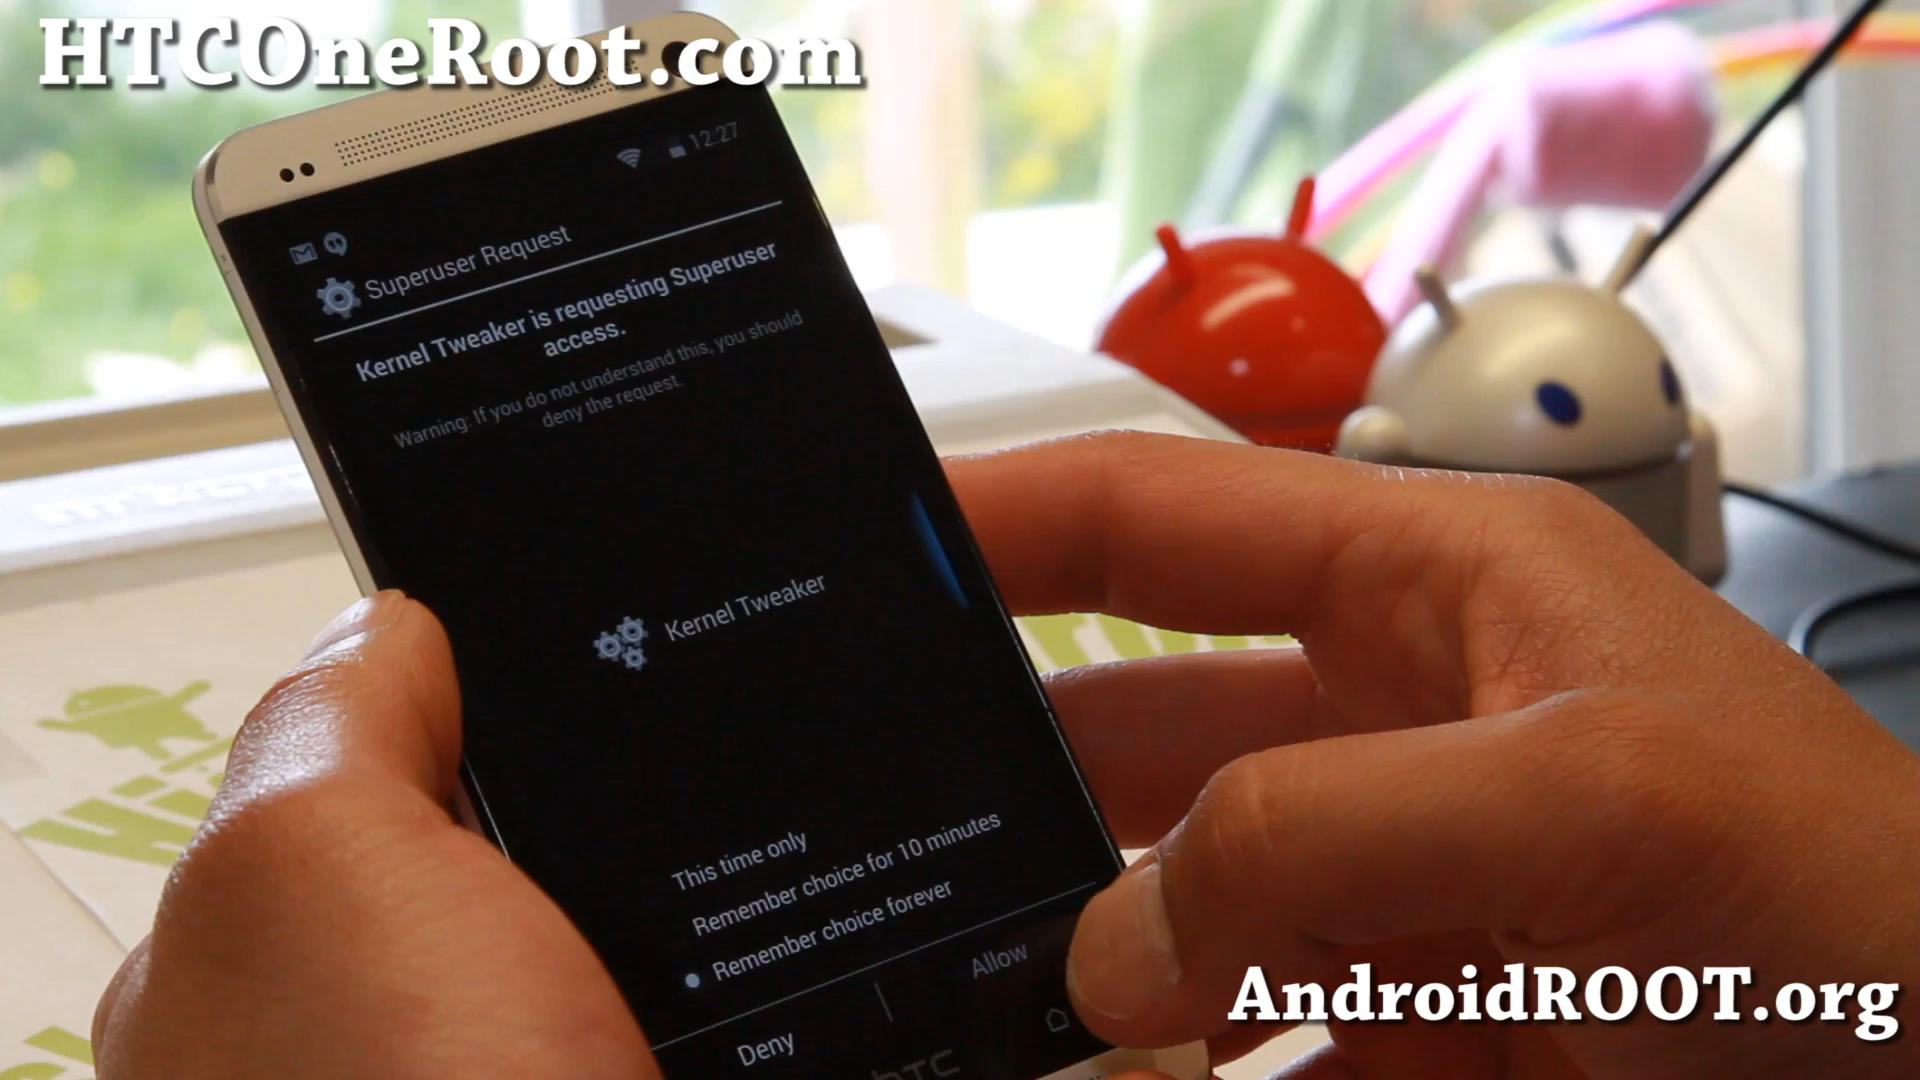 HTCOneRoot.com
12:27
Superuser Request
Kernel Tweaker is requesting Superuser
access.
Warning: If you do not understand this, you should
deny the request.
Kernel Tweaker
This time only
Remember choice for 10 minutes
Remember choice forever
Deny
Allow
hTC
AndroidROOT.org